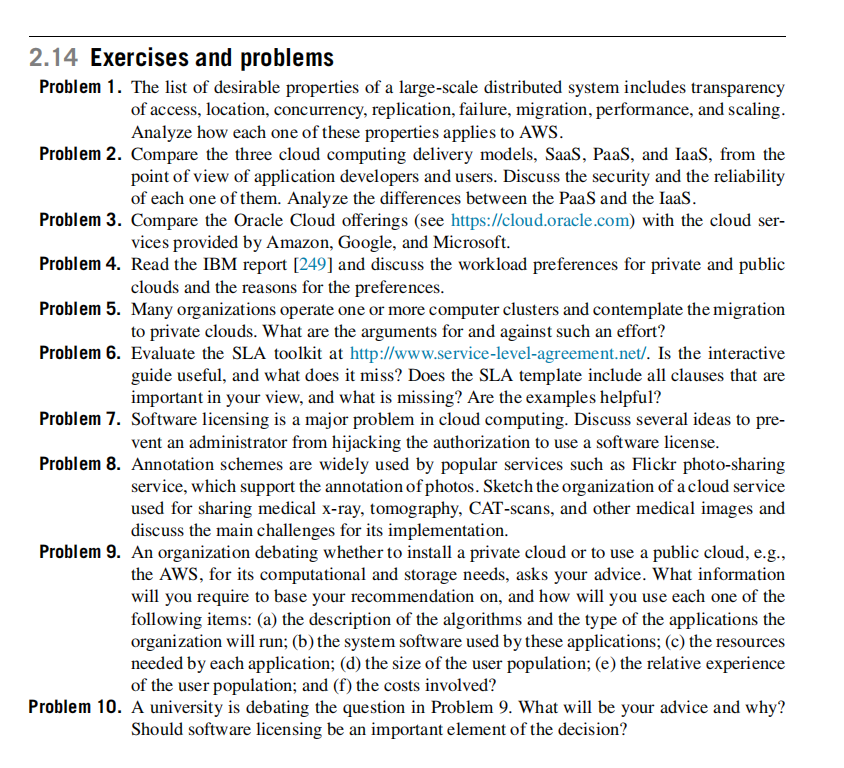 2.14 Exercises and problems
Problem 1. The list of desirable properties of a large-scale distributed system includes transparency
of access, location, concurrency, replication, failure, migration, performance, and scaling.
Analyze how each one of these properties applies to AWS.
Problem 2. Compare the three cloud computing delivery models, SaaS, PaaS, and IaaS, from the
point of view of application developers and users. Discuss the security and the reliability
of each one of them. Analyze the differences between the PaaS and the IaaS.
Problem 3. Compare the Oracle Cloud offerings (see https://cloud.oracle.com) with the cloud ser-
vices provided by Amazon, Google, and Microsoft.
Problem 4. Read the IBM report [249] and discuss the workload preferences for private and public
clouds and the reasons for the preferences.
Problem 5. Many organizations operate one or more computer clusters and contemplate the migration
to private clouds. What are the arguments for and against such an effort?
Problem 6. Evaluate the SLA toolkit at http://www.service-level-agreement.net/. Is the interactive
guide useful, and what does it miss? Does the SLA template include all clauses that are
important in your view, and what is missing? Are the examples helpful?
Problem 7. Software licensing is a major problem in cloud computing. Discuss several ideas to pre-
vent an administrator from hijacking the authorization to use a software license.
Problem 8. Annotation schemes are widely used by popular services such as Flickr photo-sharing
service, which support the annotation of photos. Sketch the organization of a cloud service
used for sharing medical x-ray, tomography, CAT-scans, and other medical images and
discuss the main challenges for its implementation.
Problem 9. An organization debating whether to install a private cloud or to use a public cloud, e.g.,
the AWS, for its computational and storage needs, asks your advice. What information
will you require to base your recommendation on, and how will you use each one of the
following items: (a) the description of the algorithms and the type of the applications the
organization will run; (b) the system software used by these applications; (c) the resources
needed by each application; (d) the size of the user population; (e) the relative experience
of the user population; and (f) the costs involved?
Problem 10. A university is debating the question in Problem 9. What will be your advice and why?
Should software licensing be an important element of the decision?